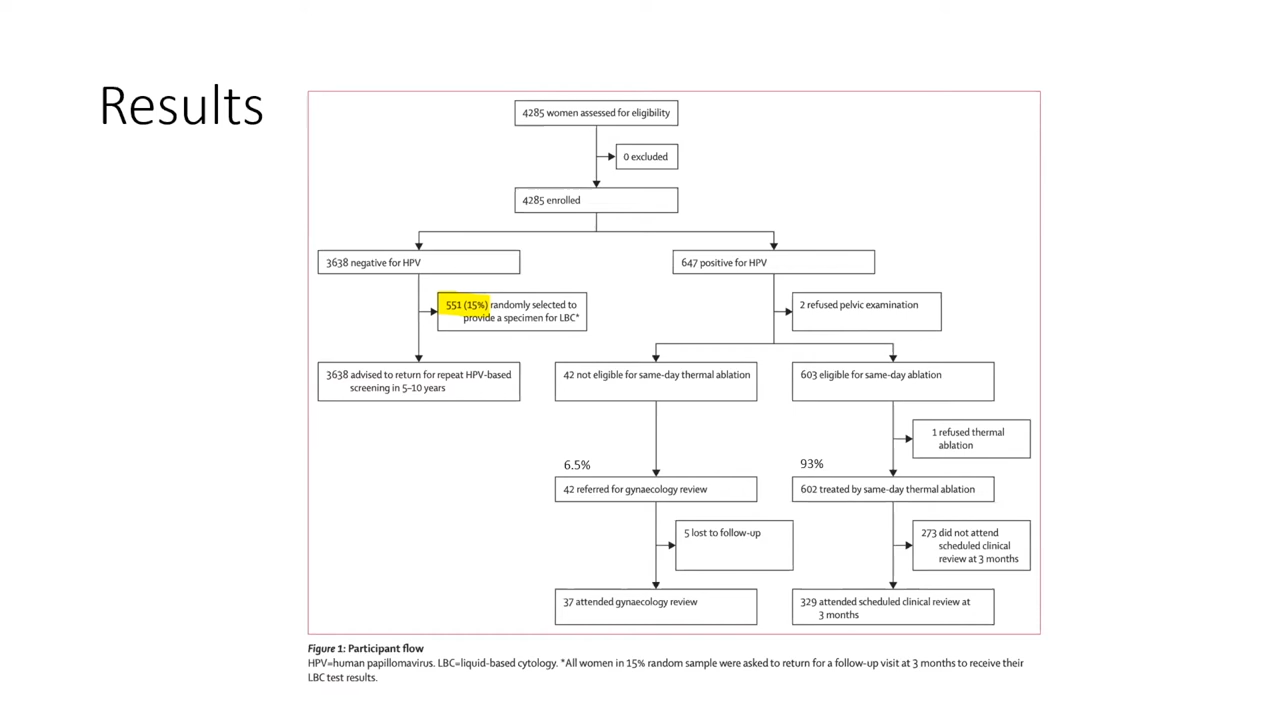 Results
4285 women assessed for eligibility
0 excluded
4285 enrolled
3638 negative for HPV
647 positive for HPV
551 (15%) randomly selected to
provide a specimen for LBC*
2 refused pelvic examination
3638 advised to return for repeat HPV-based
screening in 5–10 years
42 not eligible for same-day thermal ablation
603 eligible for same-day ablation
1 refused thermal
ablation
6.5%
93%
42 referred for gynaecology review
602 treated by same-day thermal ablation
5 lost to follow-up
273 did not attend
scheduled clinical
review at 3 months
37 attended gynaecology review
329 attended scheduled clinical review at
3 months
Figure 1: Participant flow
HPV=human papillomavirus. LBC=liquid-based cytology. *All women in 15% random sample were asked to return for a follow-up visit at 3 months to receive their
LBC test results.